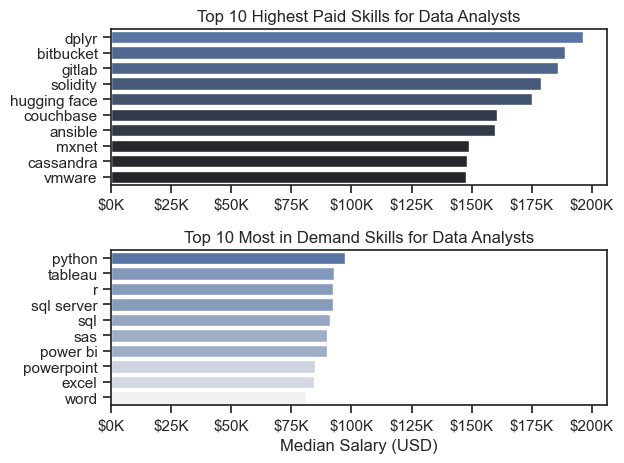 Top 10 Highest Paid Skills for Data Analysts
dplyr
bitbucket
gitlab
solidity
hugging face
couchbase
ansible
mxnet
cassandra
vmware
$0K $25K $50K $75K $100K $125K $150K $175K $200K
Top 10 Most in Demand Skills for Data Analysts
python
tableau
r
sql server
sql
sas
power bi
powerpoint
excel
word
$0K $25K $50K $75K $100K $125K $150K $175K $200K
Median Salary (USD)